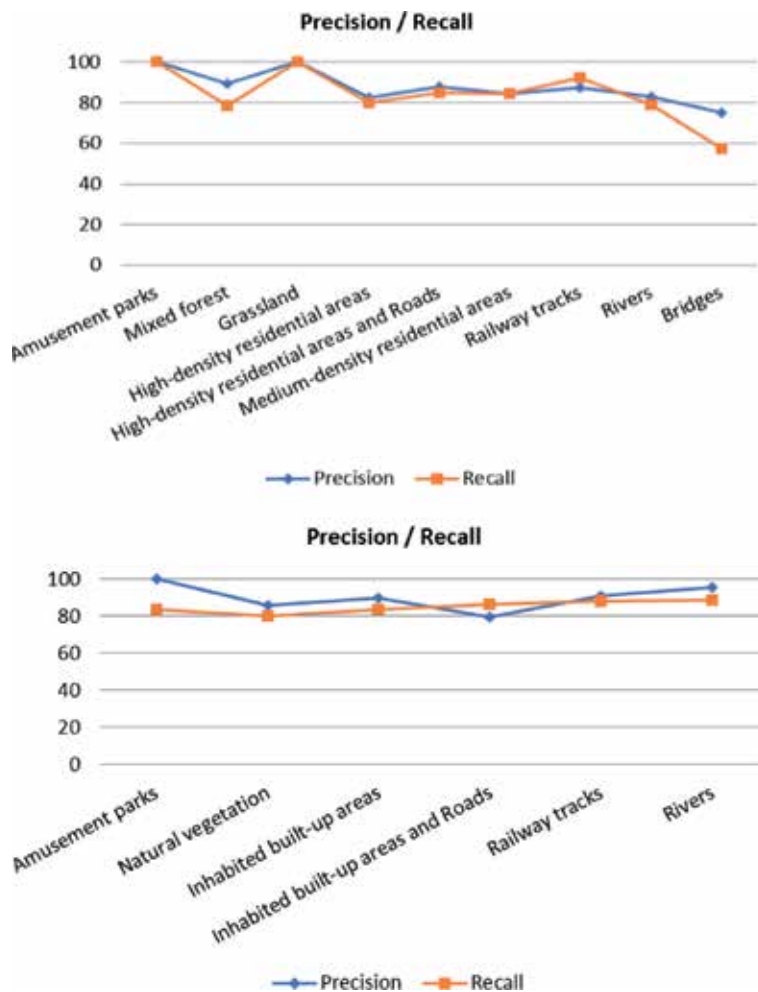 Precision / Recall
100
80
60
40
20
0
Amusement parks
Mixed forest
Grassland
High-density residential areas
High-density residential areas and Roads
Medium-density residential areas
Railway tracks
Rivers
Bridges
Precision Recall
Precision / Recall
100
80
60
40
20
0
Amusement parks
Natural vegetation
Inhabited built-up areas
Inhabited built-up areas and Roads
Railway tracks
Rivers
Precision Recall